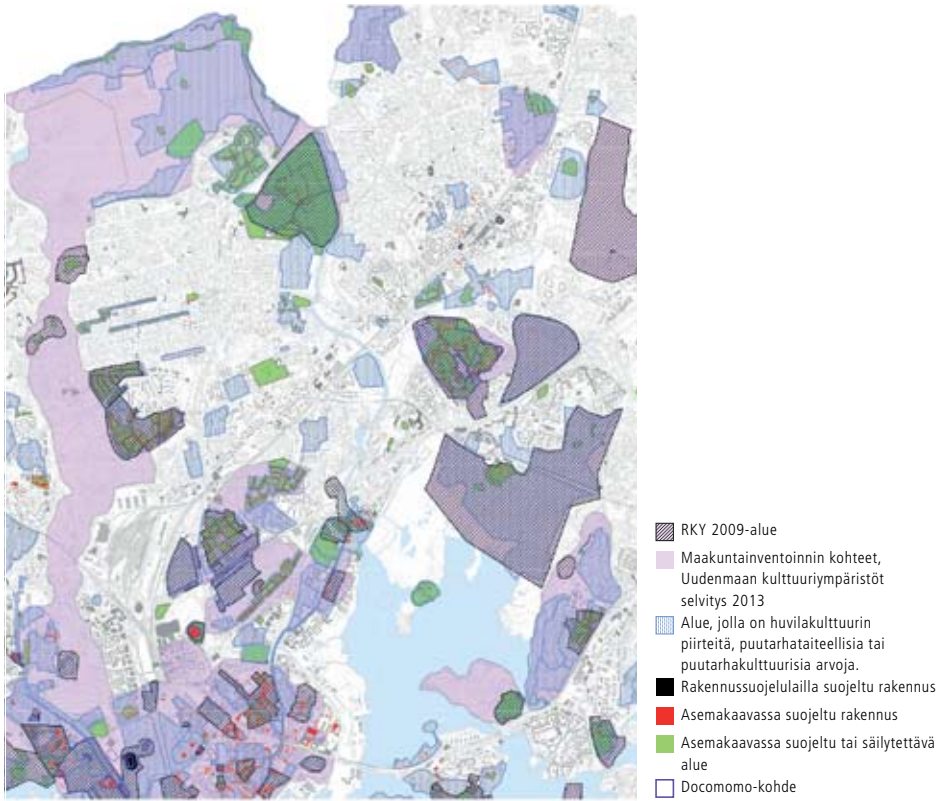 RKY 2009-alue
Maakuntainventoinnin kohteet,
Uudenmaan kulttuuriympäristöt
selvitys 2013
Alue, jolla on huvilakulttuurin
piirteitä, puutarhataiteellisia tai
puutarhakulttuurisia arvoja.
Rakennussuojelulailla suojeltu rakennus
Asemakaavassa suojeltu rakennus
Asemakaavassa suojeltu tai säilytettävä
alue
Docomomo-kohde